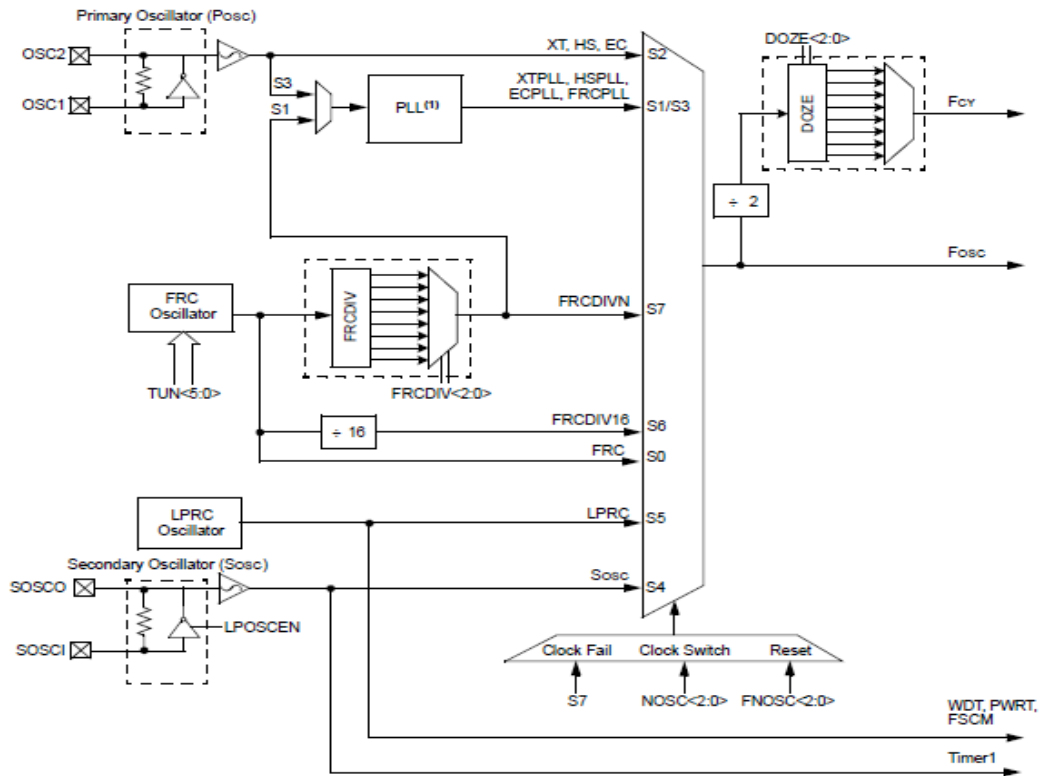 Primary Oscillator (Posc)
OSC2
OSC1
S3
S1
PLL(1)
XT, HS, EC
XTPLL, HSPLL,
ECPLL, FRCPLL
S2
S1/S3
DOZE<2:0>
DOZE
FCY
÷ 2
FOSC
FRC
Oscillator
TUN<5:0>
FRCDIV
FRCDIV<2:0>
FRCDIVN
S7
÷ 16
FRCDIV16
S6
FRC
S0
LPRC
Oscillator
LPRC
S5
Secondary Oscillator (Sosc)
SOSCO
SOSCI
LPOSCEN
Sosc
S4
Clock Fail
Clock Switch
Reset
S7
NOSC<2:0>
FNOSC<2:0>
WDT, PWRT,
FSCM
Timer1